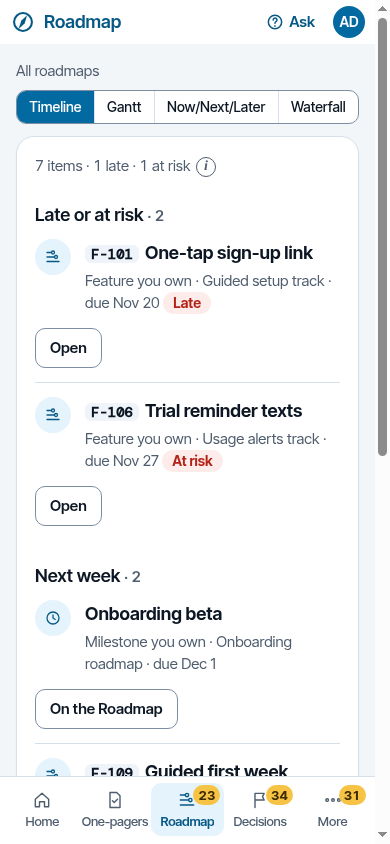 Roadmap
Ask
AD
All roadmaps
Timeline
Gantt
Now/Next/Later
Waterfall
7 items · 1 late · 1 at risk i
Late or at risk · 2
F-101 One-tap sign-up link
Feature you own · Guided setup track ·
due Nov 20 Late
Open
F-106 Trial reminder texts
Feature you own · Usage alerts track ·
due Nov 27 At risk
Open
Next week · 2
Onboarding beta
Milestone you own · Onboarding
roadmap · due Dec 1
On the Roadmap
F-109 Guided first week
23
34
31
Home
One-pagers
Roadmap
Decisions
More